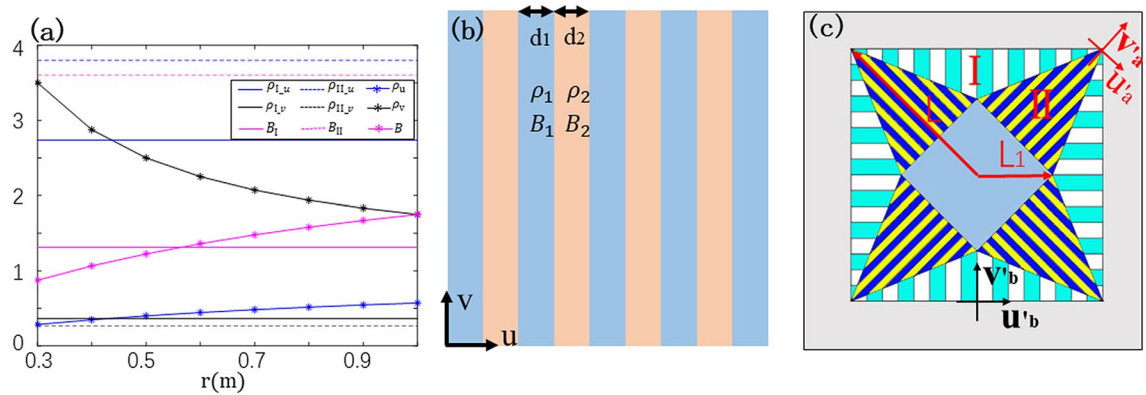 (a)
4
3
2
1
0
0.3
0.5
0.7
0.9
r(m)
ρI_u ρII_u ρu
ρI_v ρII_v ρv
BI BII B
(b)
d1 d2
ρ1 ρ2
B1 B2
v
u
(c)
I
II
L
L1
v'a
u'a
v'b
u'b